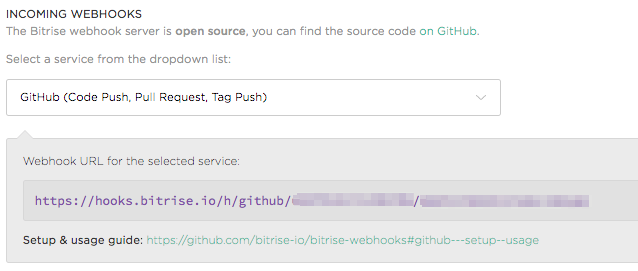 INCOMING WEBHOOKS
The Bitrise webhook server is open source, you can find the source code on GitHub.
Select a service from the dropdown list:
GitHub (Code Push, Pull Request, Tag Push)
Webhook URL for the selected service:
https://hooks.bitrise.io/h/github/ /
Setup & usage guide: https://github.com/bitrise-io/bitrise-webhooks#github---setup--usage